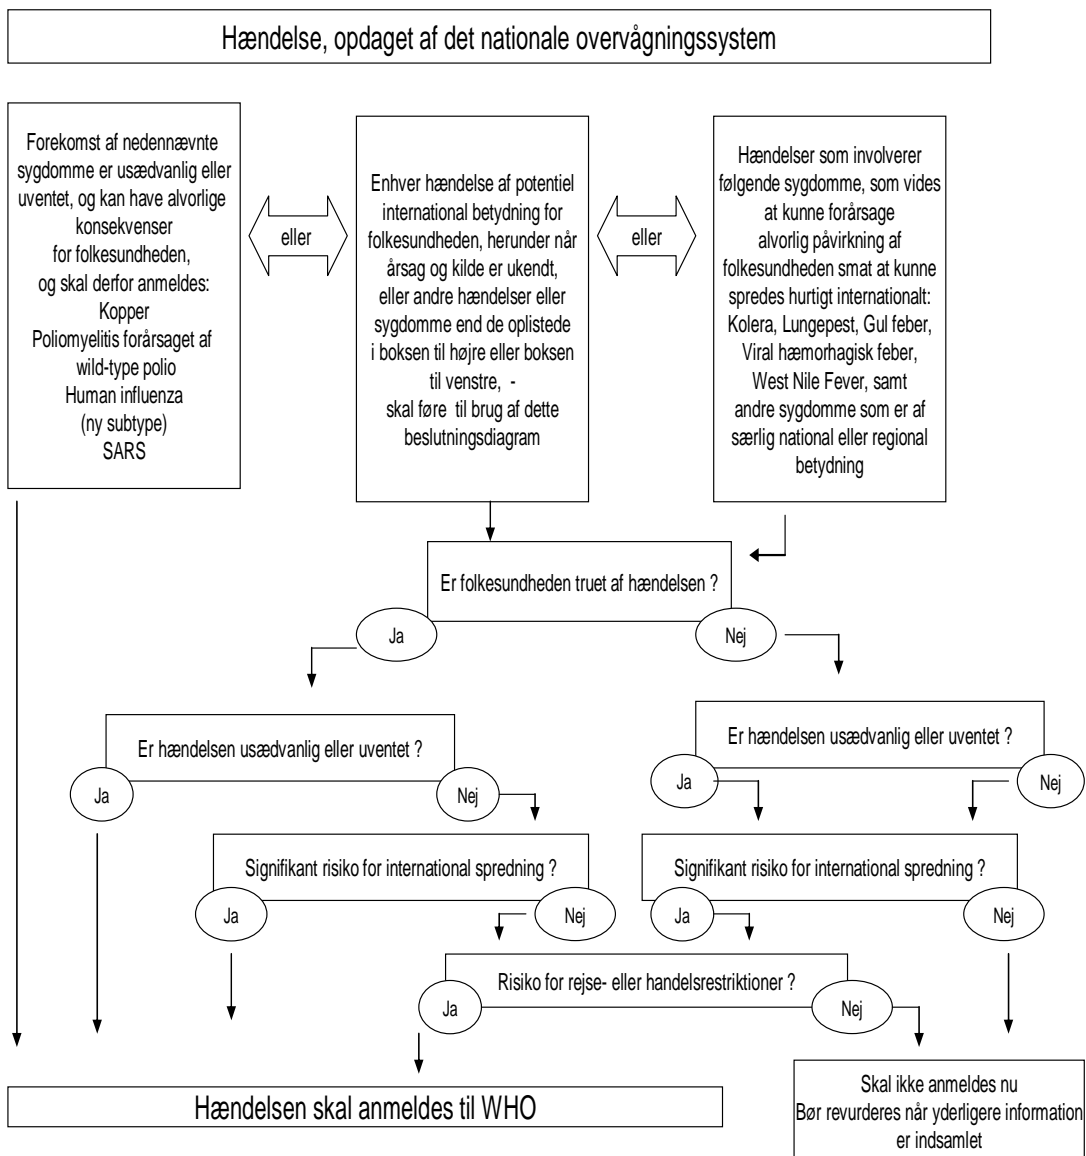 Hændelse, opdaget af det nationale overvågningssystem
Forekomst af nedennævnte
sygdomme er usædvanlig eller
uventet, og kan have alvorlige
konsekvenser
for folkesundheden,
og skal derfor anmeldes:
Kopper
Poliomyelitis forårsaget af
wild-type polio
Human influenza
(ny subtype)
SARS
eller
Enhver hændelse af potentiel
international betydning for
folkesundheden, herunder når
årsag og kilde er ukendt,
eller andre hændelser eller
sygdomme end de oplistede
i boksen til højre eller boksen
til venstre, -
skal føre til brug af dette
beslutningsdiagram
eller
Hændelser som involverer
følgende sygdomme, som vides
at kunne forårsage
alvorlig påvirkning af
folkesundheden smat at kunne
spredes hurtigt internationalt:
Kolera, Lungepest, Gul feber,
Viral hæmorhagisk feber,
West Nile Fever, samt
andre sygdomme som er af
særlig national eller regional
betydning
Er folkesundheden truet af hændelsen ?
Ja
Nej
Er hændelsen usædvanlig eller uventet ?
Ja
Nej
Er hændelsen usædvanlig eller uventet ?
Ja
Nej
Signifikant risiko for international spredning ?
Ja
Nej
Signifikant risiko for international spredning ?
Ja
Nej
Risiko for rejse- eller handelsrestriktioner ?
Ja
Nej
Hændelsen skal anmeldes til WHO
Skal ikke anmeldes nu
Bør revurderes når yderligere information
er indsamlet